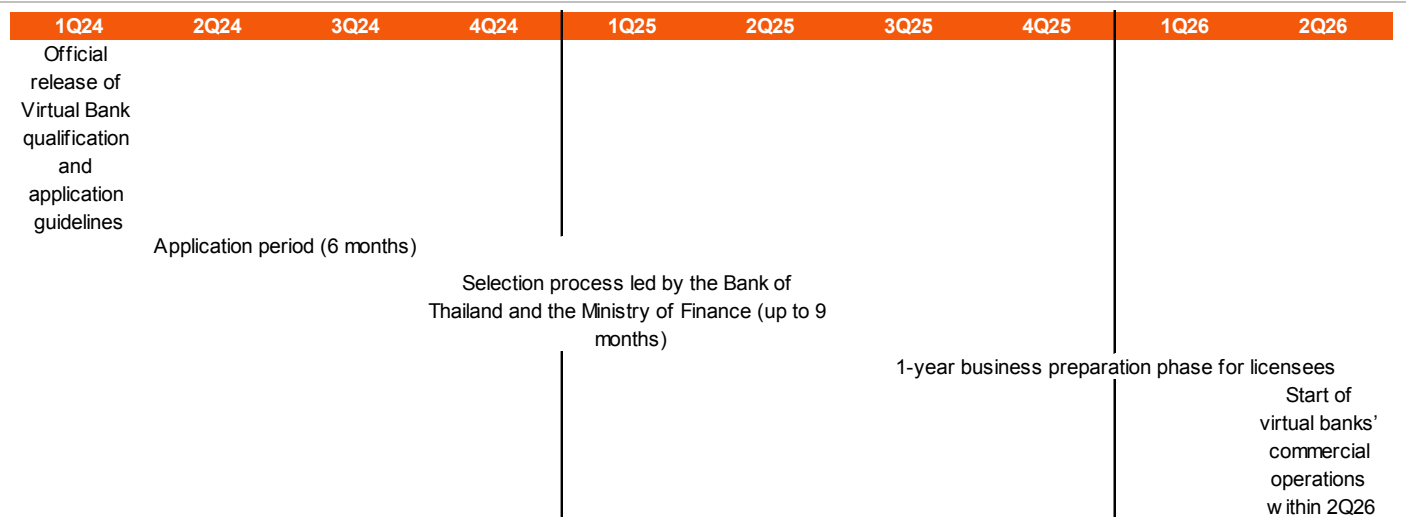 1Q24 2Q24 3Q24 4Q24 1Q25 2Q25 3Q25 4Q25 1Q26 2Q26
Official
release of
Virtual Bank
qualification
and
application
guidelines
Application period (6 months)
Selection process led by the Bank of
Thailand and the Ministry of Finance (up to 9
months)
1-year business preparation phase for licensees
Start of
virtual banks’
commercial
operations
within 2Q26